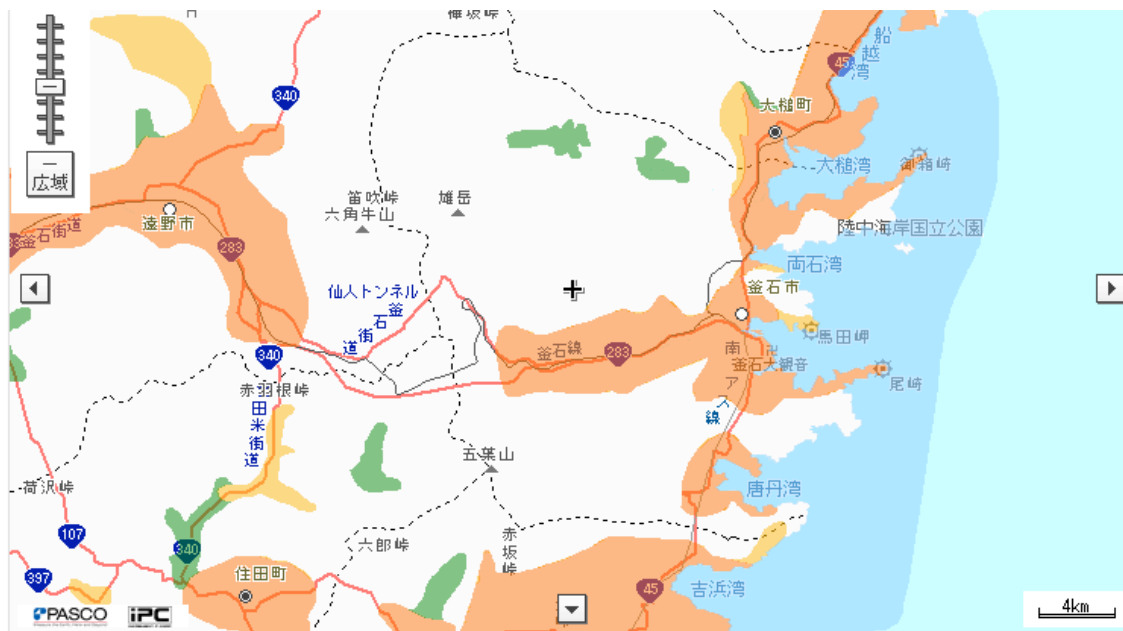 樺坂峠
船越湾
45
340
大槌町
一
広域
大槌湾
御箱崎
笛吹峠
雄岳
六角牛山
遠野市
釜石街道
283
陸中海岸国立公園
両石湾
仙人トンネル
釜石市
釜石街道
馬田岬
釜石線
283
南
釜石大観音
尾崎
340
赤羽根峠
リアス線
田米街道
五葉山
荷沢峠
唐丹湾
107
340
六郎峠
赤坂峠
397
住田町
45
吉浜湾
PASCO
iPC
4km